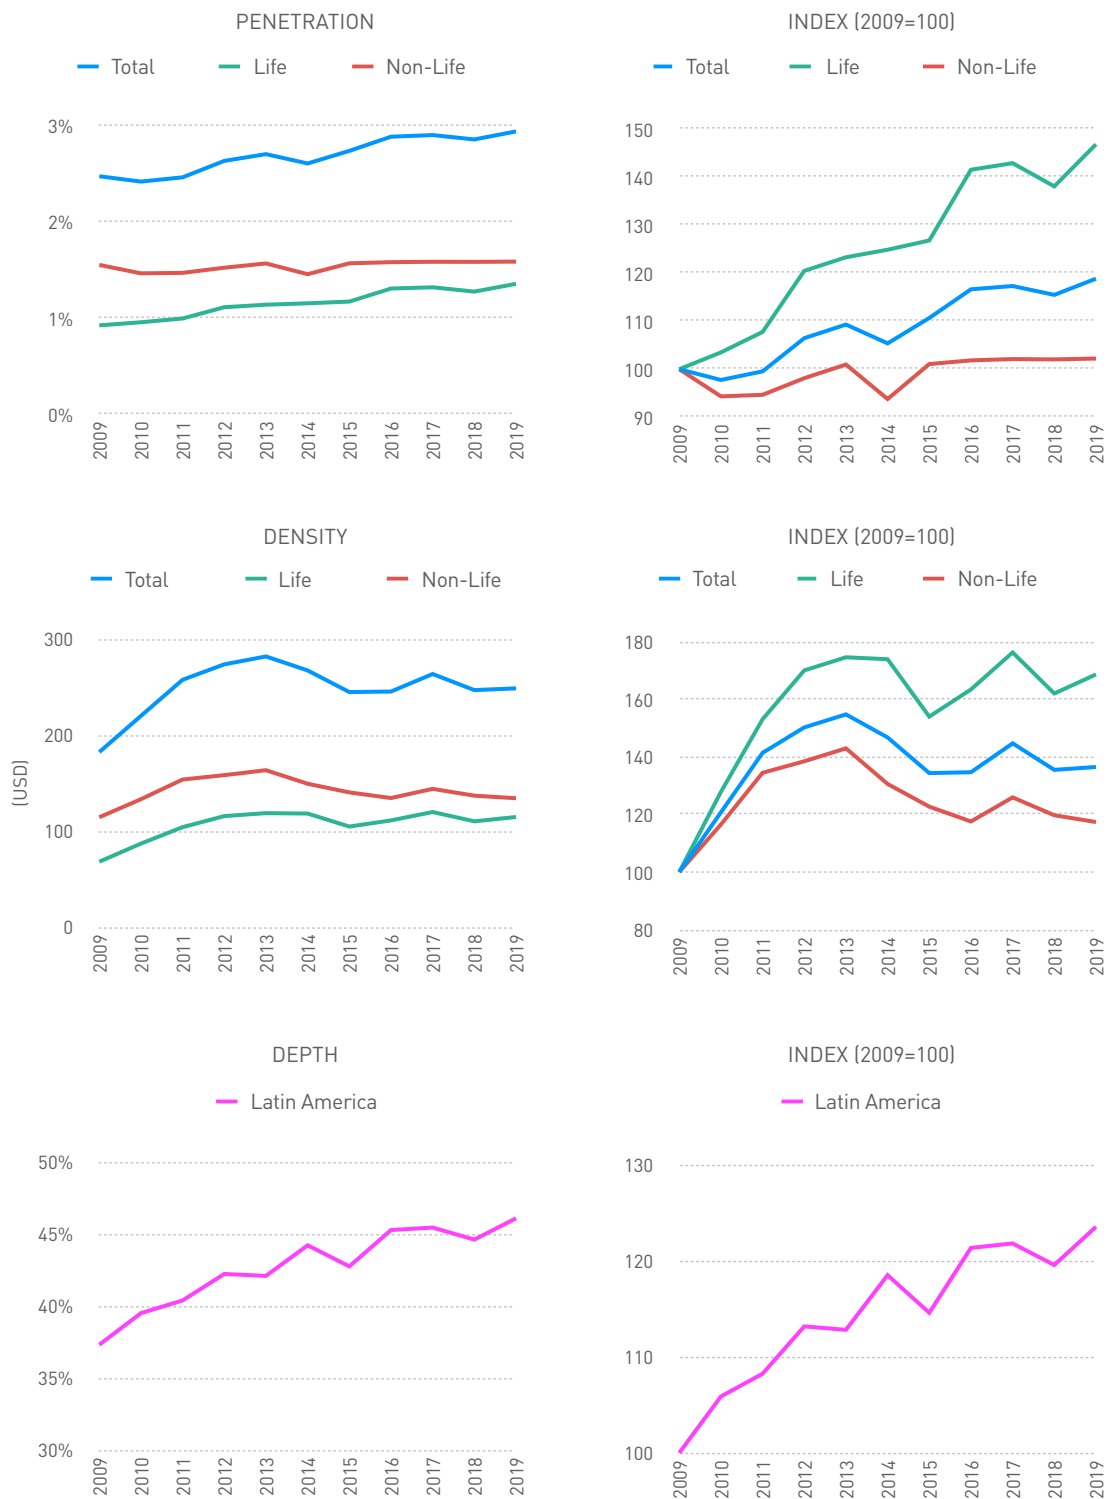 PENETRATION
Total Life Non-Life
3%
2%
1%
0%
2009 2010 2011 2012 2013 2014 2015 2016 2017 2018 2019
INDEX (2009=100)
Total Life Non-Life
150
140
130
120
110
100
90
2009 2010 2011 2012 2013 2014 2015 2016 2017 2018 2019
DENSITY
Total Life Non-Life
(USD)
300
200
100
0
2009 2010 2011 2012 2013 2014 2015 2016 2017 2018 2019
INDEX (2009=100)
Total Life Non-Life
180
160
140
120
100
80
2009 2010 2011 2012 2013 2014 2015 2016 2017 2018 2019
DEPTH
Latin America
50%
45%
40%
35%
30%
2009 2010 2011 2012 2013 2014 2015 2016 2017 2018 2019
INDEX (2009=100)
Latin America
130
120
110
100
2009 2010 2011 2012 2013 2014 2015 2016 2017 2018 2019